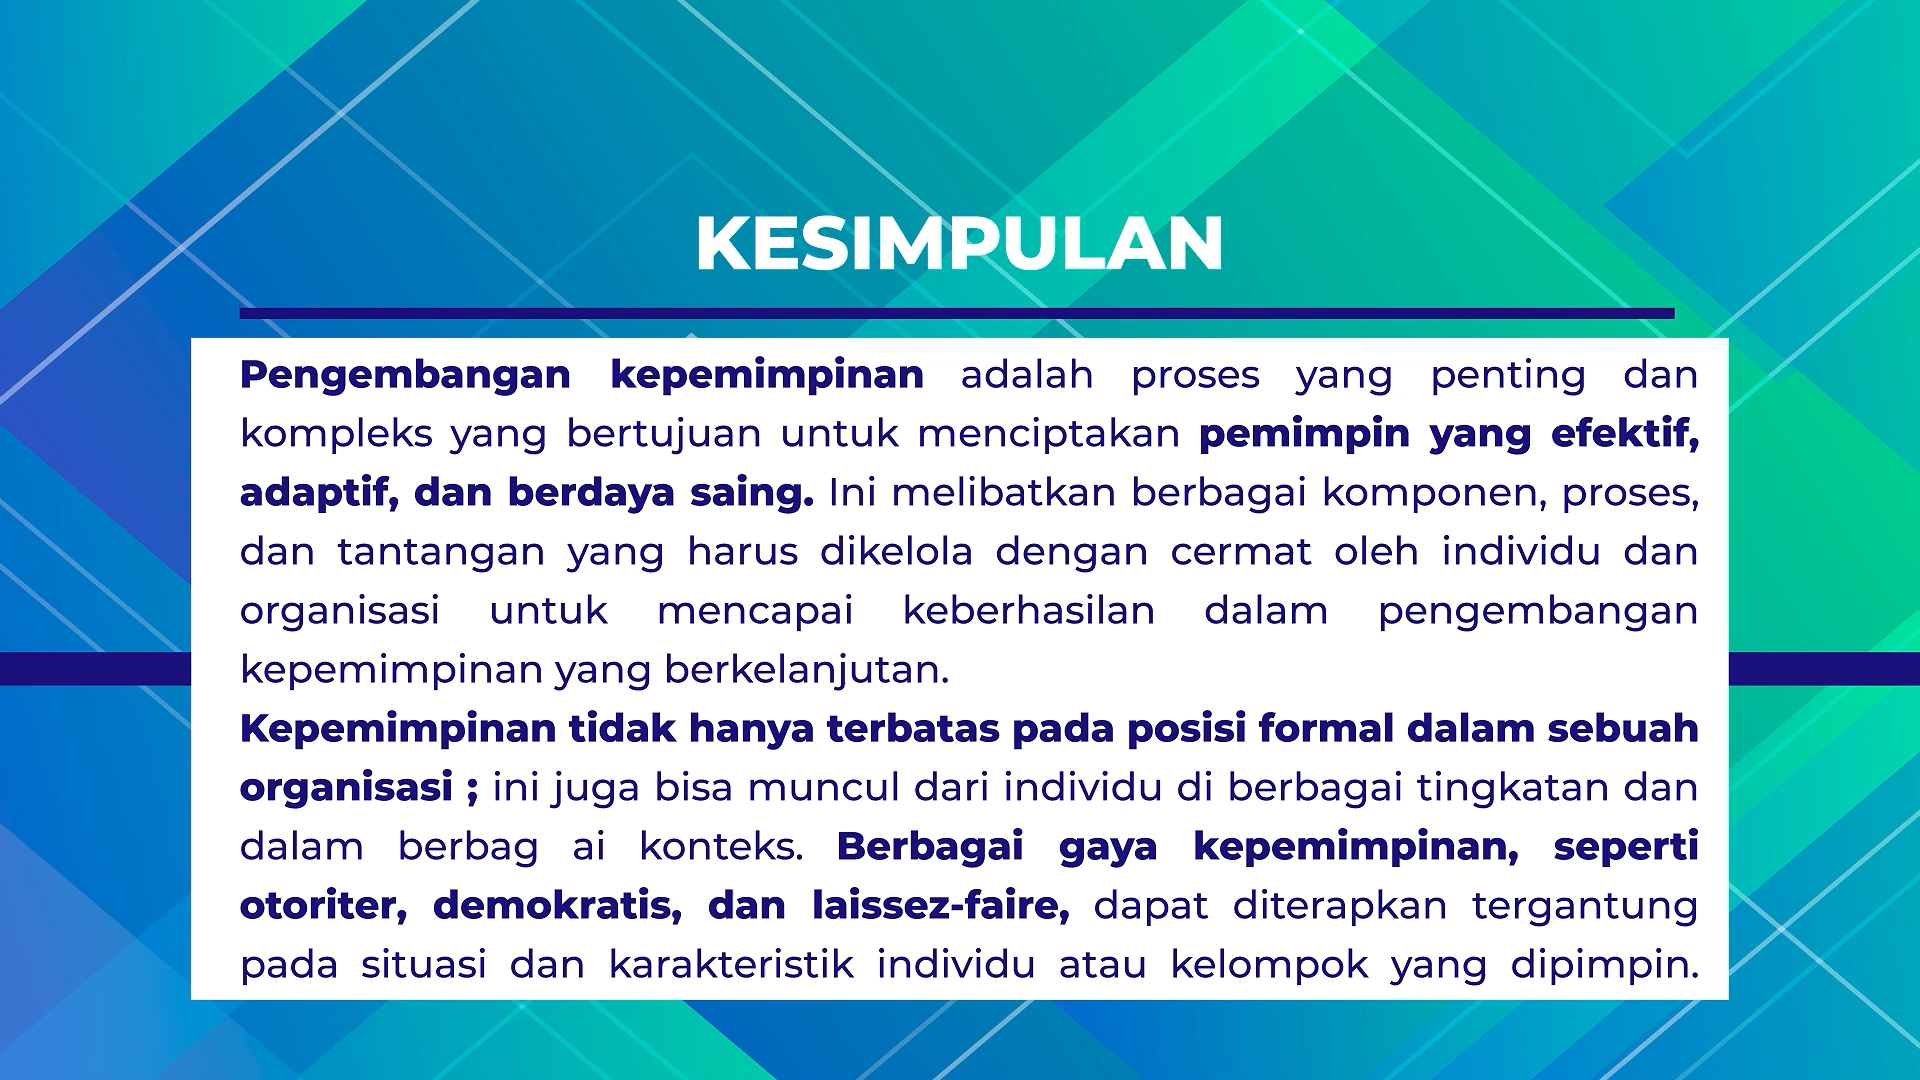 KESIMPULAN
Pengembangan kepemimpinan adalah proses yang penting dan
kompleks yang bertujuan untuk menciptakan pemimpin yang efektif,
adaptif, dan berdaya saing. Ini melibatkan berbagai komponen, proses,
dan tantangan yang harus dikelola dengan cermat oleh individu dan
organisasi untuk mencapai keberhasilan dalam pengembangan
kepemimpinan yang berkelanjutan.
Kepemimpinan tidak hanya terbatas pada posisi formal dalam sebuah
organisasi ; ini juga bisa muncul dari individu di berbagai tingkatan dan
dalam berbag ai konteks. Berbagai gaya kepemimpinan, seperti
otoriter, demokratis, dan laissez-faire, dapat diterapkan tergantung
pada situasi dan karakteristik individu atau kelompok yang dipimpin.